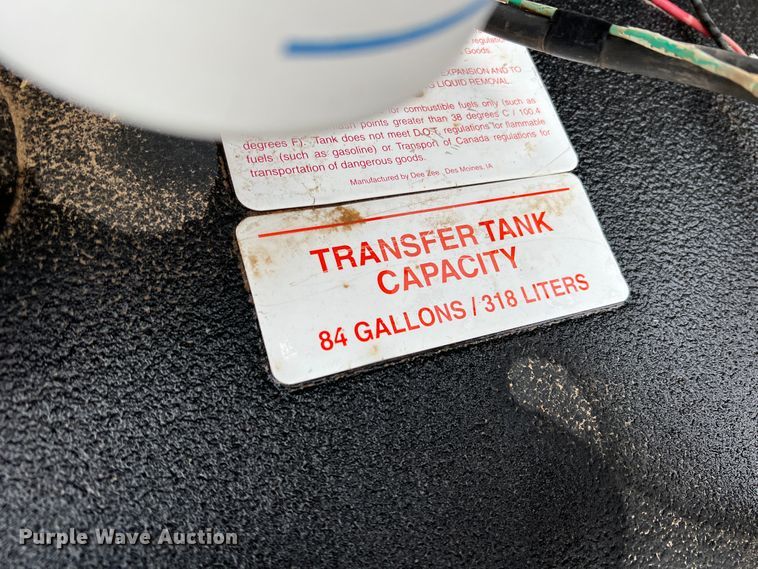 regulations
Goods.
EXPANSION AND TO
LIQUID REMOVAL.
for combustible fuels only (such as
points greater than 38 degrees C / 100.4
degrees F). Tank does not meet D.O.T. regulations for flammable
fuels (such as gasoline) or Transport of Canada regulations for
transportation of dangerous goods.
Manufactured by Dee Zee, Des Moines, IA
TRANSFER TANK
CAPACITY
84 GALLONS / 318 LITERS
Purple Wave Auction